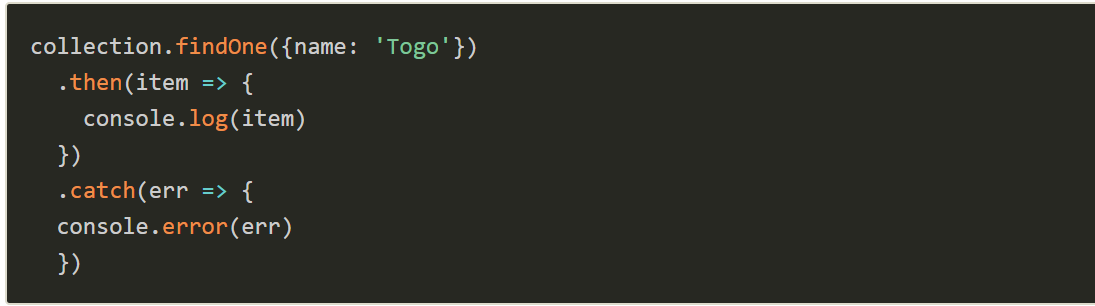 collection.findOne({name: 'Togo'})
  .then(item => {
    console.log(item)
  })
  .catch(err => {
  console.error(err)
  })